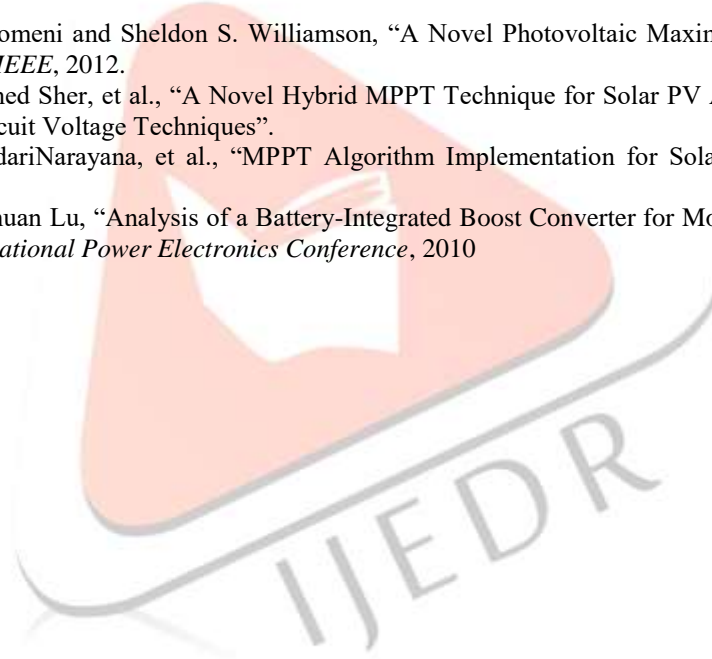 omeni and Sheldon S. Williamson, “A Novel Photovoltaic Maxin
IEEE, 2012.
ned Sher, et al., “A Novel Hybrid MPPT Technique for Solar PV A
cuit Voltage Techniques”.
dariNarayana, et al., “MPPT Algorithm Implementation for Sola
uan Lu, “Analysis of a Battery-Integrated Boost Converter for Mo
ational Power Electronics Conference, 2010
IJEDR